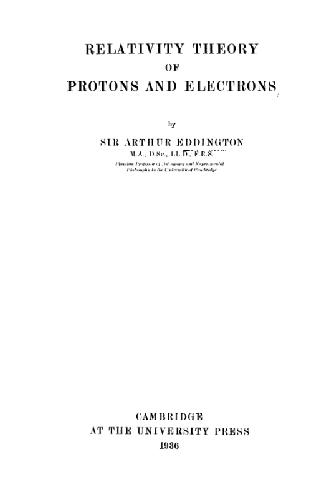 RELATIVITY THEORY
OF
PROTONS AND ELECTRONS
by
SIR ARTHUR EDDINGTON
M.A., D.Sc., LL.D., F.R.S.
Plumian Professor of Astronomy and Experimental
Philosophy in the University of Cambridge
CAMBRIDGE
AT THE UNIVERSITY PRESS
1936